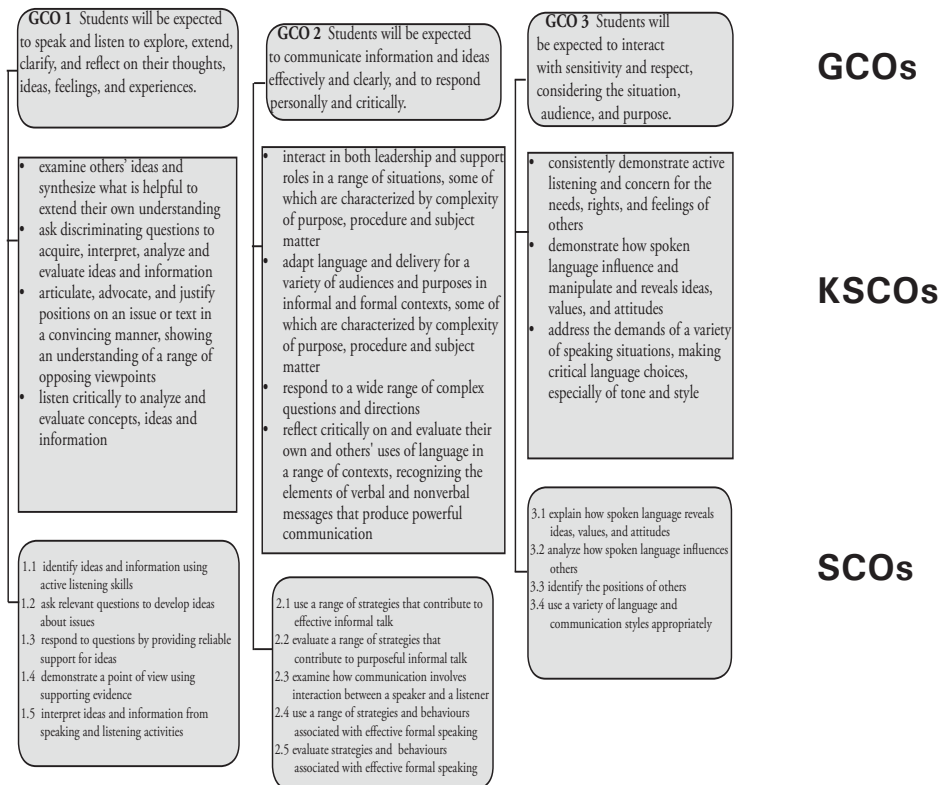 GCO 1 Students will be expected
to speak and listen to explore, extend,
clarify, and reflect on their thoughts,
ideas, feelings, and experiences.
GCO 2 Students will be expected
to communicate information and ideas
effectively and clearly, and to respond
personally and critically.
GCO 3 Students will
be expected to interact
with sensitivity and respect,
considering the situation,
audience, and purpose.
GCOs
• examine others' ideas and
synthesize what is helpful to
extend their own understanding
• ask discriminating questions to
acquire, interpret, analyze and
evaluate ideas and information
• articulate, advocate, and justify
positions on an issue or text in
a convincing manner, showing
an understanding of a range of
opposing viewpoints
• listen critically to analyze and
evaluate concepts, ideas and
information
• interact in both leadership and support
roles in a range of situations, some of
which are characterized by complexity
of purpose, procedure and subject
matter
• adapt language and delivery for a
variety of audiences and purposes in
informal and formal contexts, some of
which are characterized by complexity
of purpose, procedure and subject
matter
• respond to a wide range of complex
questions and directions
• reflect critically on and evaluate their
own and others' uses of language in
a range of contexts, recognizing the
elements of verbal and nonverbal
messages that produce powerful
communication
• consistently demonstrate active
listening and concern for the
needs, rights, and feelings of
others
• demonstrate how spoken
language influence and
manipulate and reveals ideas,
values, and attitudes
• address the demands of a variety
of speaking situations, making
critical language choices,
especially of tone and style
KSCOs
1.1 identify ideas and information using
active listening skills
1.2 ask relevant questions to develop ideas
about issues
1.3 respond to questions by providing reliable
support for ideas
1.4 demonstrate a point of view using
supporting evidence
1.5 interpret ideas and information from
speaking and listening activities
2.1 use a range of strategies that contribute to
effective informal talk
2.2 evaluate a range of strategies that
contribute to purposeful informal talk
2.3 examine how communication involves
interaction between a speaker and a listener
2.4 use a range of strategies and behaviours
associated with effective formal speaking
2.5 evaluate strategies and behaviours
associated with effective formal speaking
3.1 explain how spoken language reveals
ideas, values, and attitudes
3.2 analyze how spoken language influences
others
3.3 identify the positions of others
3.4 use a variety of language and
communication styles appropriately
SCOs